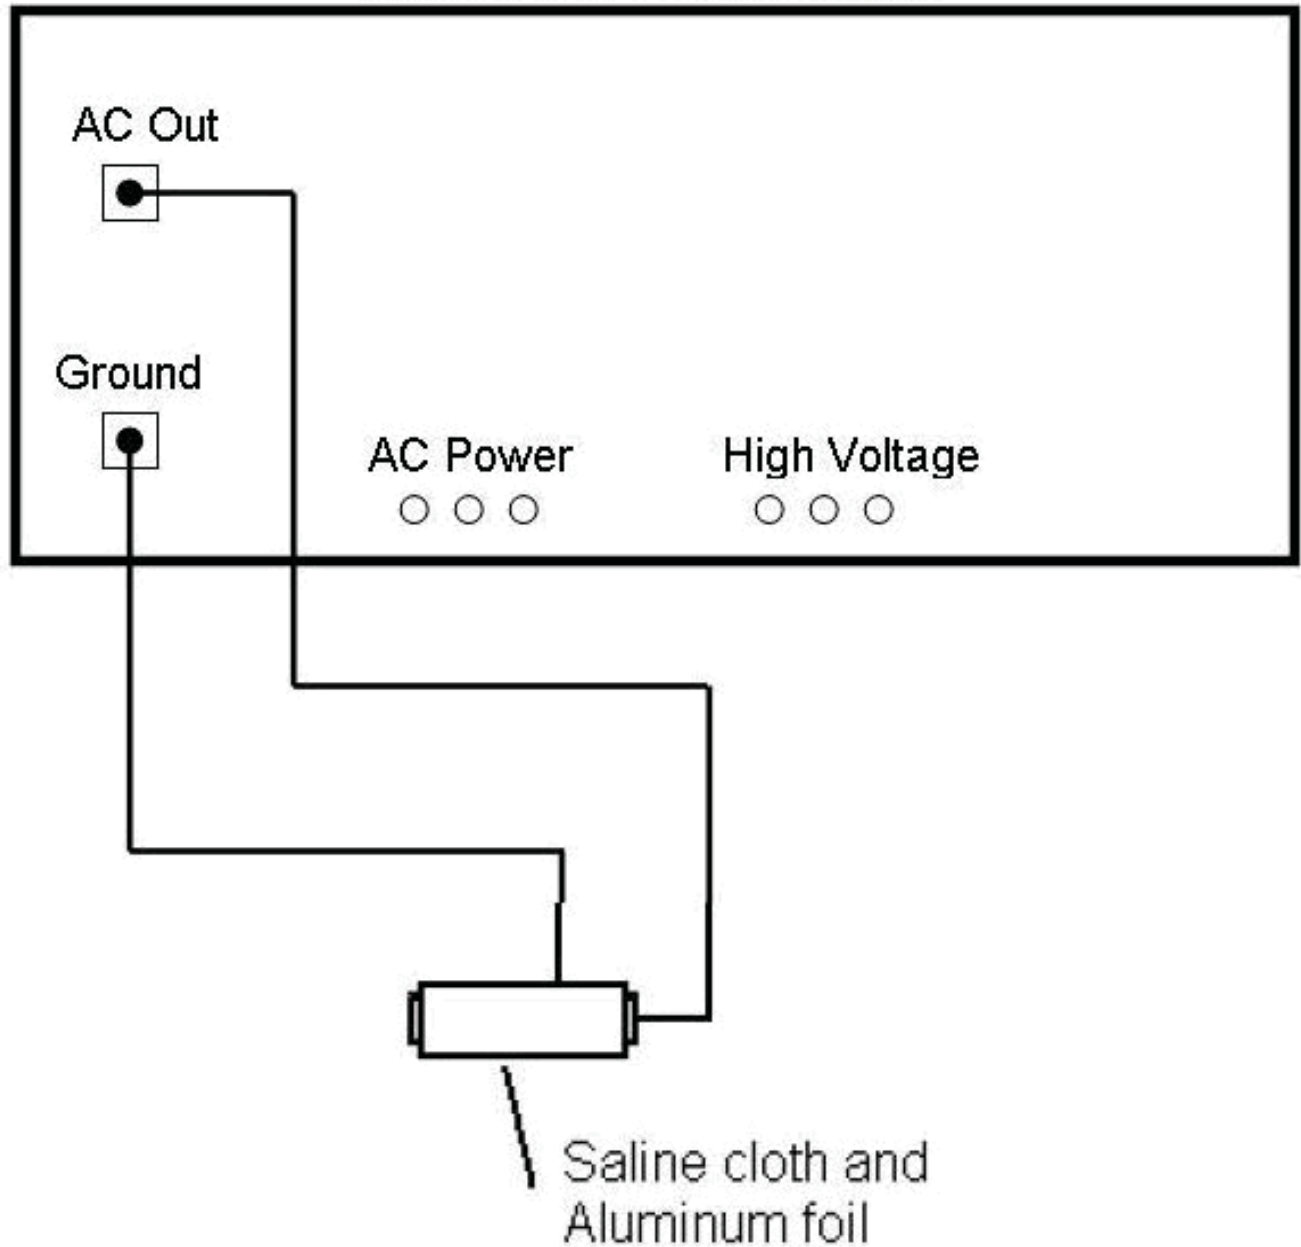 AC Out
Ground
AC Power
High Voltage
Saline cloth and
Aluminum foil